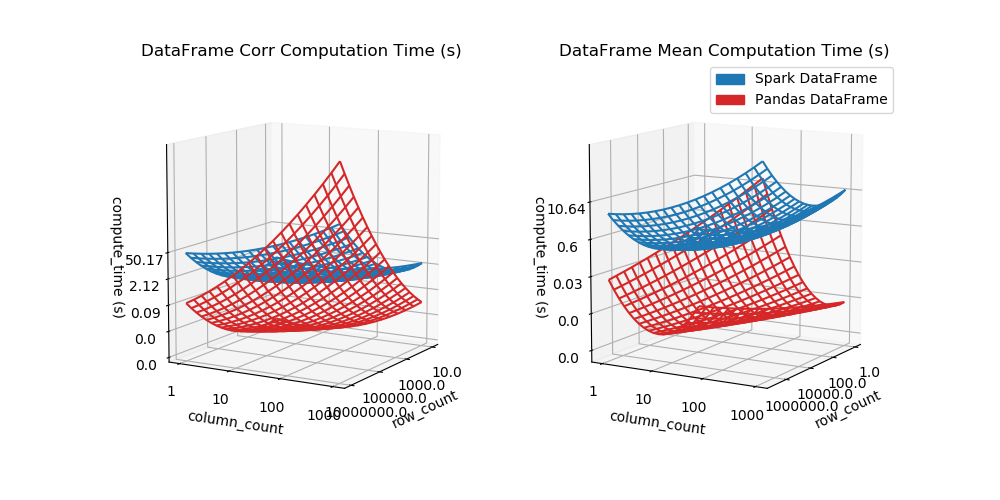 DataFrame Corr Computation Time (s)
compute_time (s)
50.17
2.12
0.09
0.0
0.0
1
10
100
1000
column_count
10000000.0
100000.0
1000.0
10.0
row_count
DataFrame Mean Computation Time (s)
Spark DataFrame
Pandas DataFrame
compute_time (s)
10.64
0.6
0.03
0.0
0.0
1
10
100
1000
column_count
1000000.0
10000.0
100.0
1.0
row_count